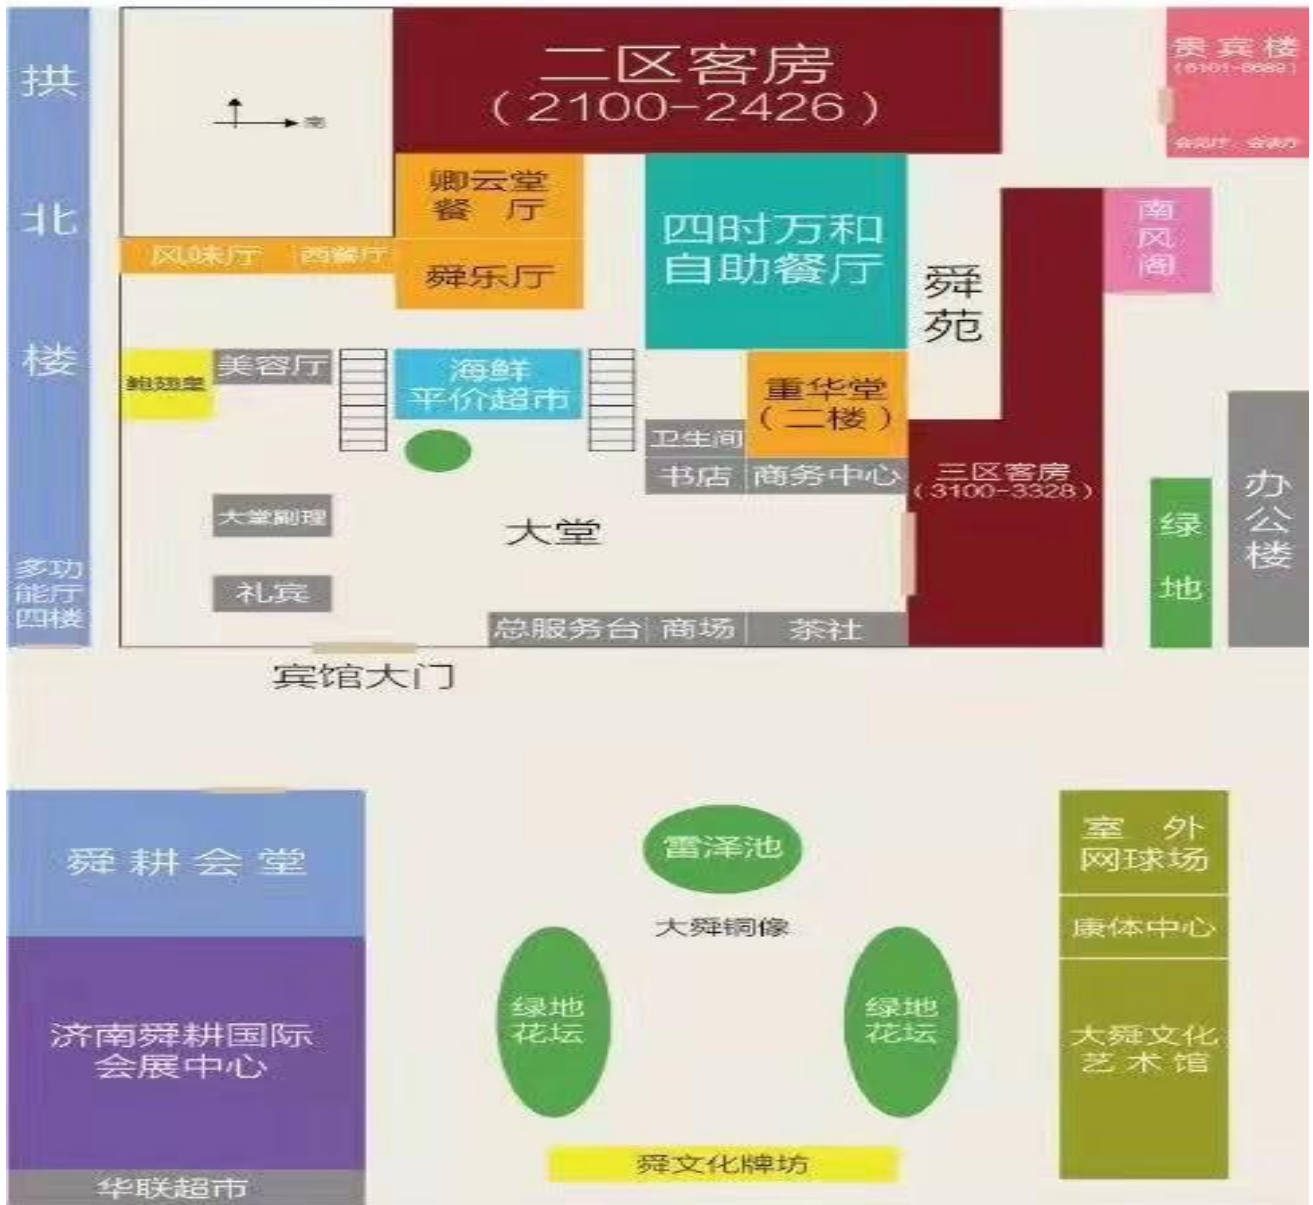 拱北楼
二区客房
(2100-2426)
贵宾楼
南
卿云堂
餐厅
四时万和
自助餐厅
舜苑
南风阁
风味厅
西餐厅
舜乐厅
美容厅
海鲜
平价超市
重华堂
(二楼)
卫生间
书店
商务中心
三区客房
(3100-3328)
绿地
办公楼
大堂副理
大堂
多功
能厅
四楼
礼宾
总服务台
商场
茶社
宾馆大门
舜耕会堂
雷泽池
室外
网球场
大舜铜像
康体中心
绿地
花坛
绿地
花坛
济南舜耕国际
会展中心
大舜文化
艺术馆
舜文化牌坊
华联超市